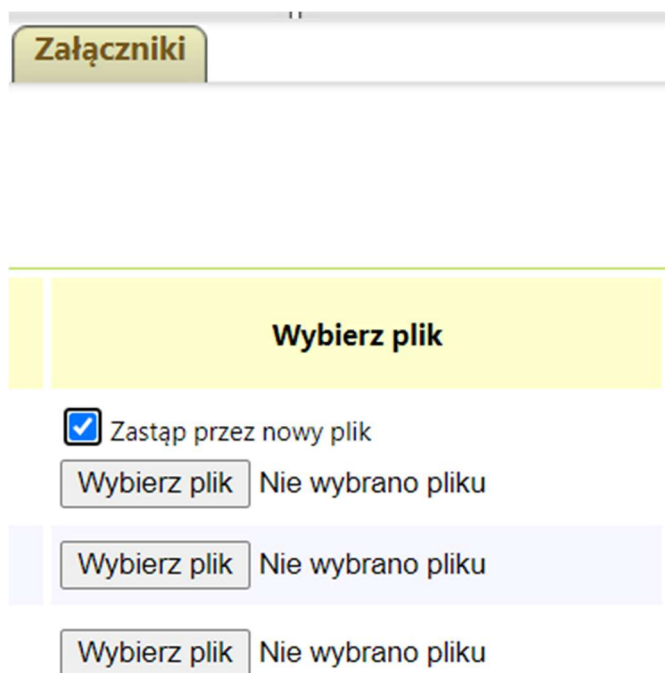 Załączniki
Wybierz plik
Zastąp przez nowy plik
Wybierz plik Nie wybrano pliku
Wybierz plik Nie wybrano pliku
Wybierz plik Nie wybrano pliku